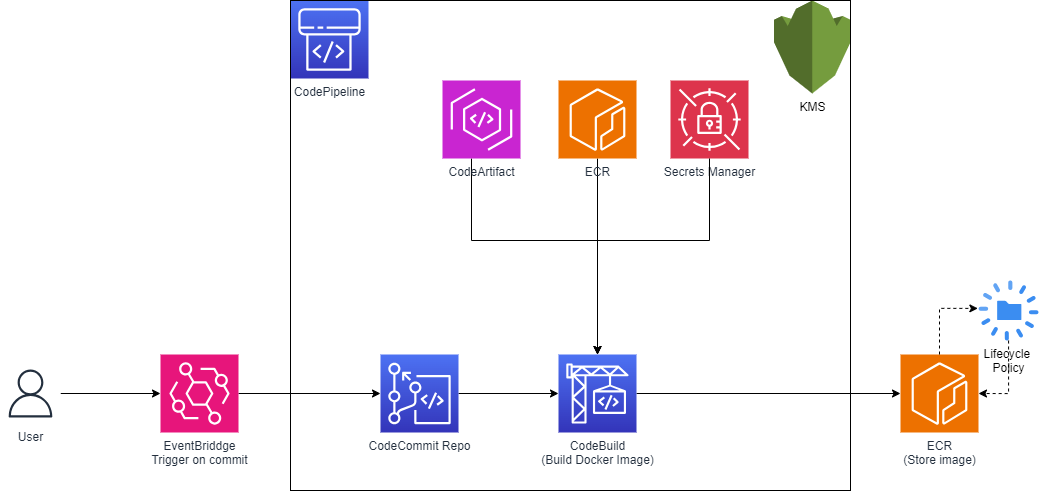 CodePipeline
KMS
CodeArtifact
ECR
Secrets Manager
Lifecycle
Policy
User
EventBriddge
Trigger on commit
CodeCommit Repo
CodeBuild
(Build Docker Image)
ECR
(Store image)